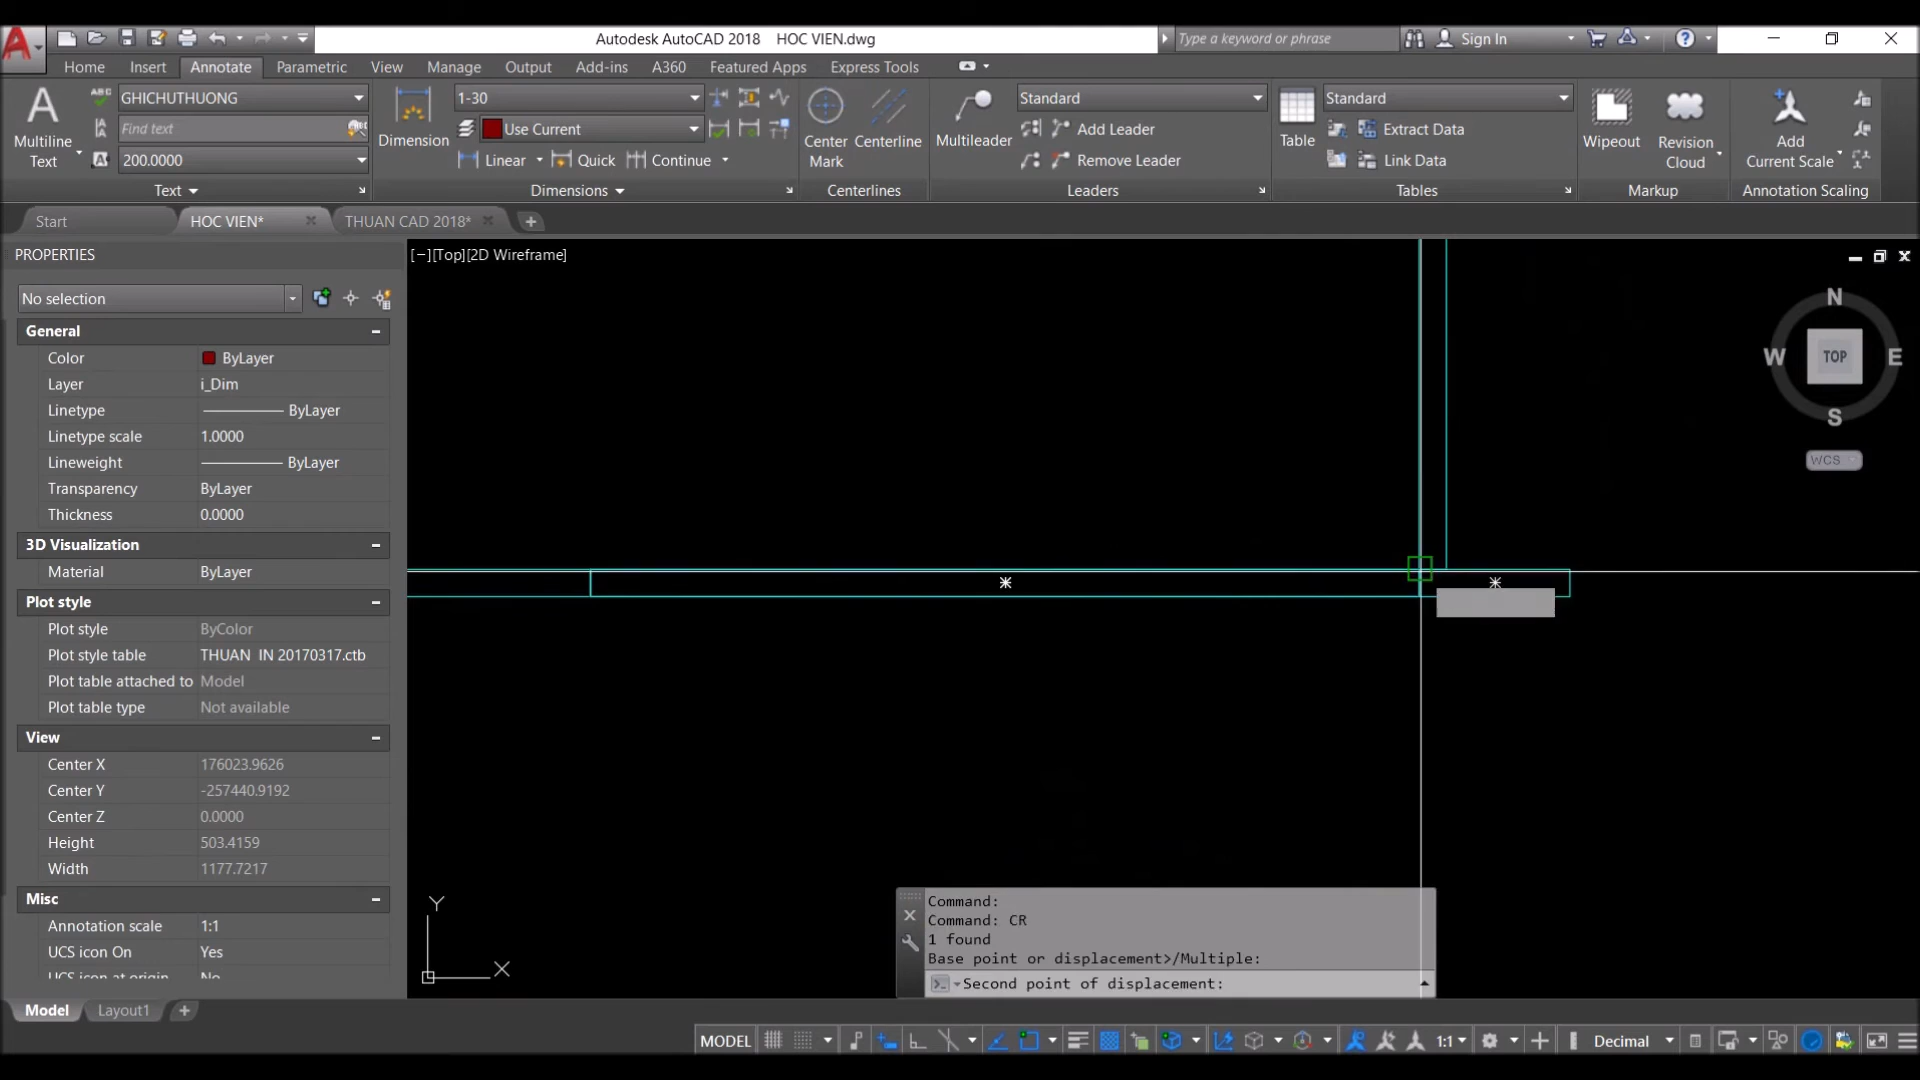 Autodesk AutoCAD 2018 HOC VIEN.dwg
Type a keyword or phrase
Sign In
Home Insert Annotate Parametric View Manage Output Add-ins A360 Featured Apps Express Tools
Multiline Text
ABC
GHICHUTHUONG
Find text
200.0000
Text
Dimension
1-30
Use Current
Linear Quick Continue
Dimensions
Center Mark
Centerline
Centerlines
Multileader
Standard
Add Leader
Remove Leader
Leaders
Table
Standard
Extract Data
Link Data
Tables
Wipeout
Revision Cloud
Markup
Add Current Scale
Annotation Scaling
Start HOC VIEN* THUAN CAD 2018*
PROPERTIES
[−][Top][2D Wireframe]
No selection
General
Color ByLayer
Layer i_Dim
Linetype ByLayer
Linetype scale 1.0000
Lineweight ByLayer
Transparency ByLayer
Thickness 0.0000
3D Visualization
Material ByLayer
Plot style
Plot style ByColor
Plot style table THUAN IN 20170317.ctb
Plot table attached to Model
Plot table type Not available
View
Center X 176023.9626
Center Y -257440.9192
Center Z 0.0000
Height 503.4159
Width 1177.7217
Misc
Annotation scale 1:1
UCS icon On Yes
UCS icon at origin No
N
W TOP E
S
WCS
Y
X
Command:
Command: CR
1 found
Base point or displacement>/Multiple:
Second point of displacement:
Model Layout1
MODEL 1:1 Decimal